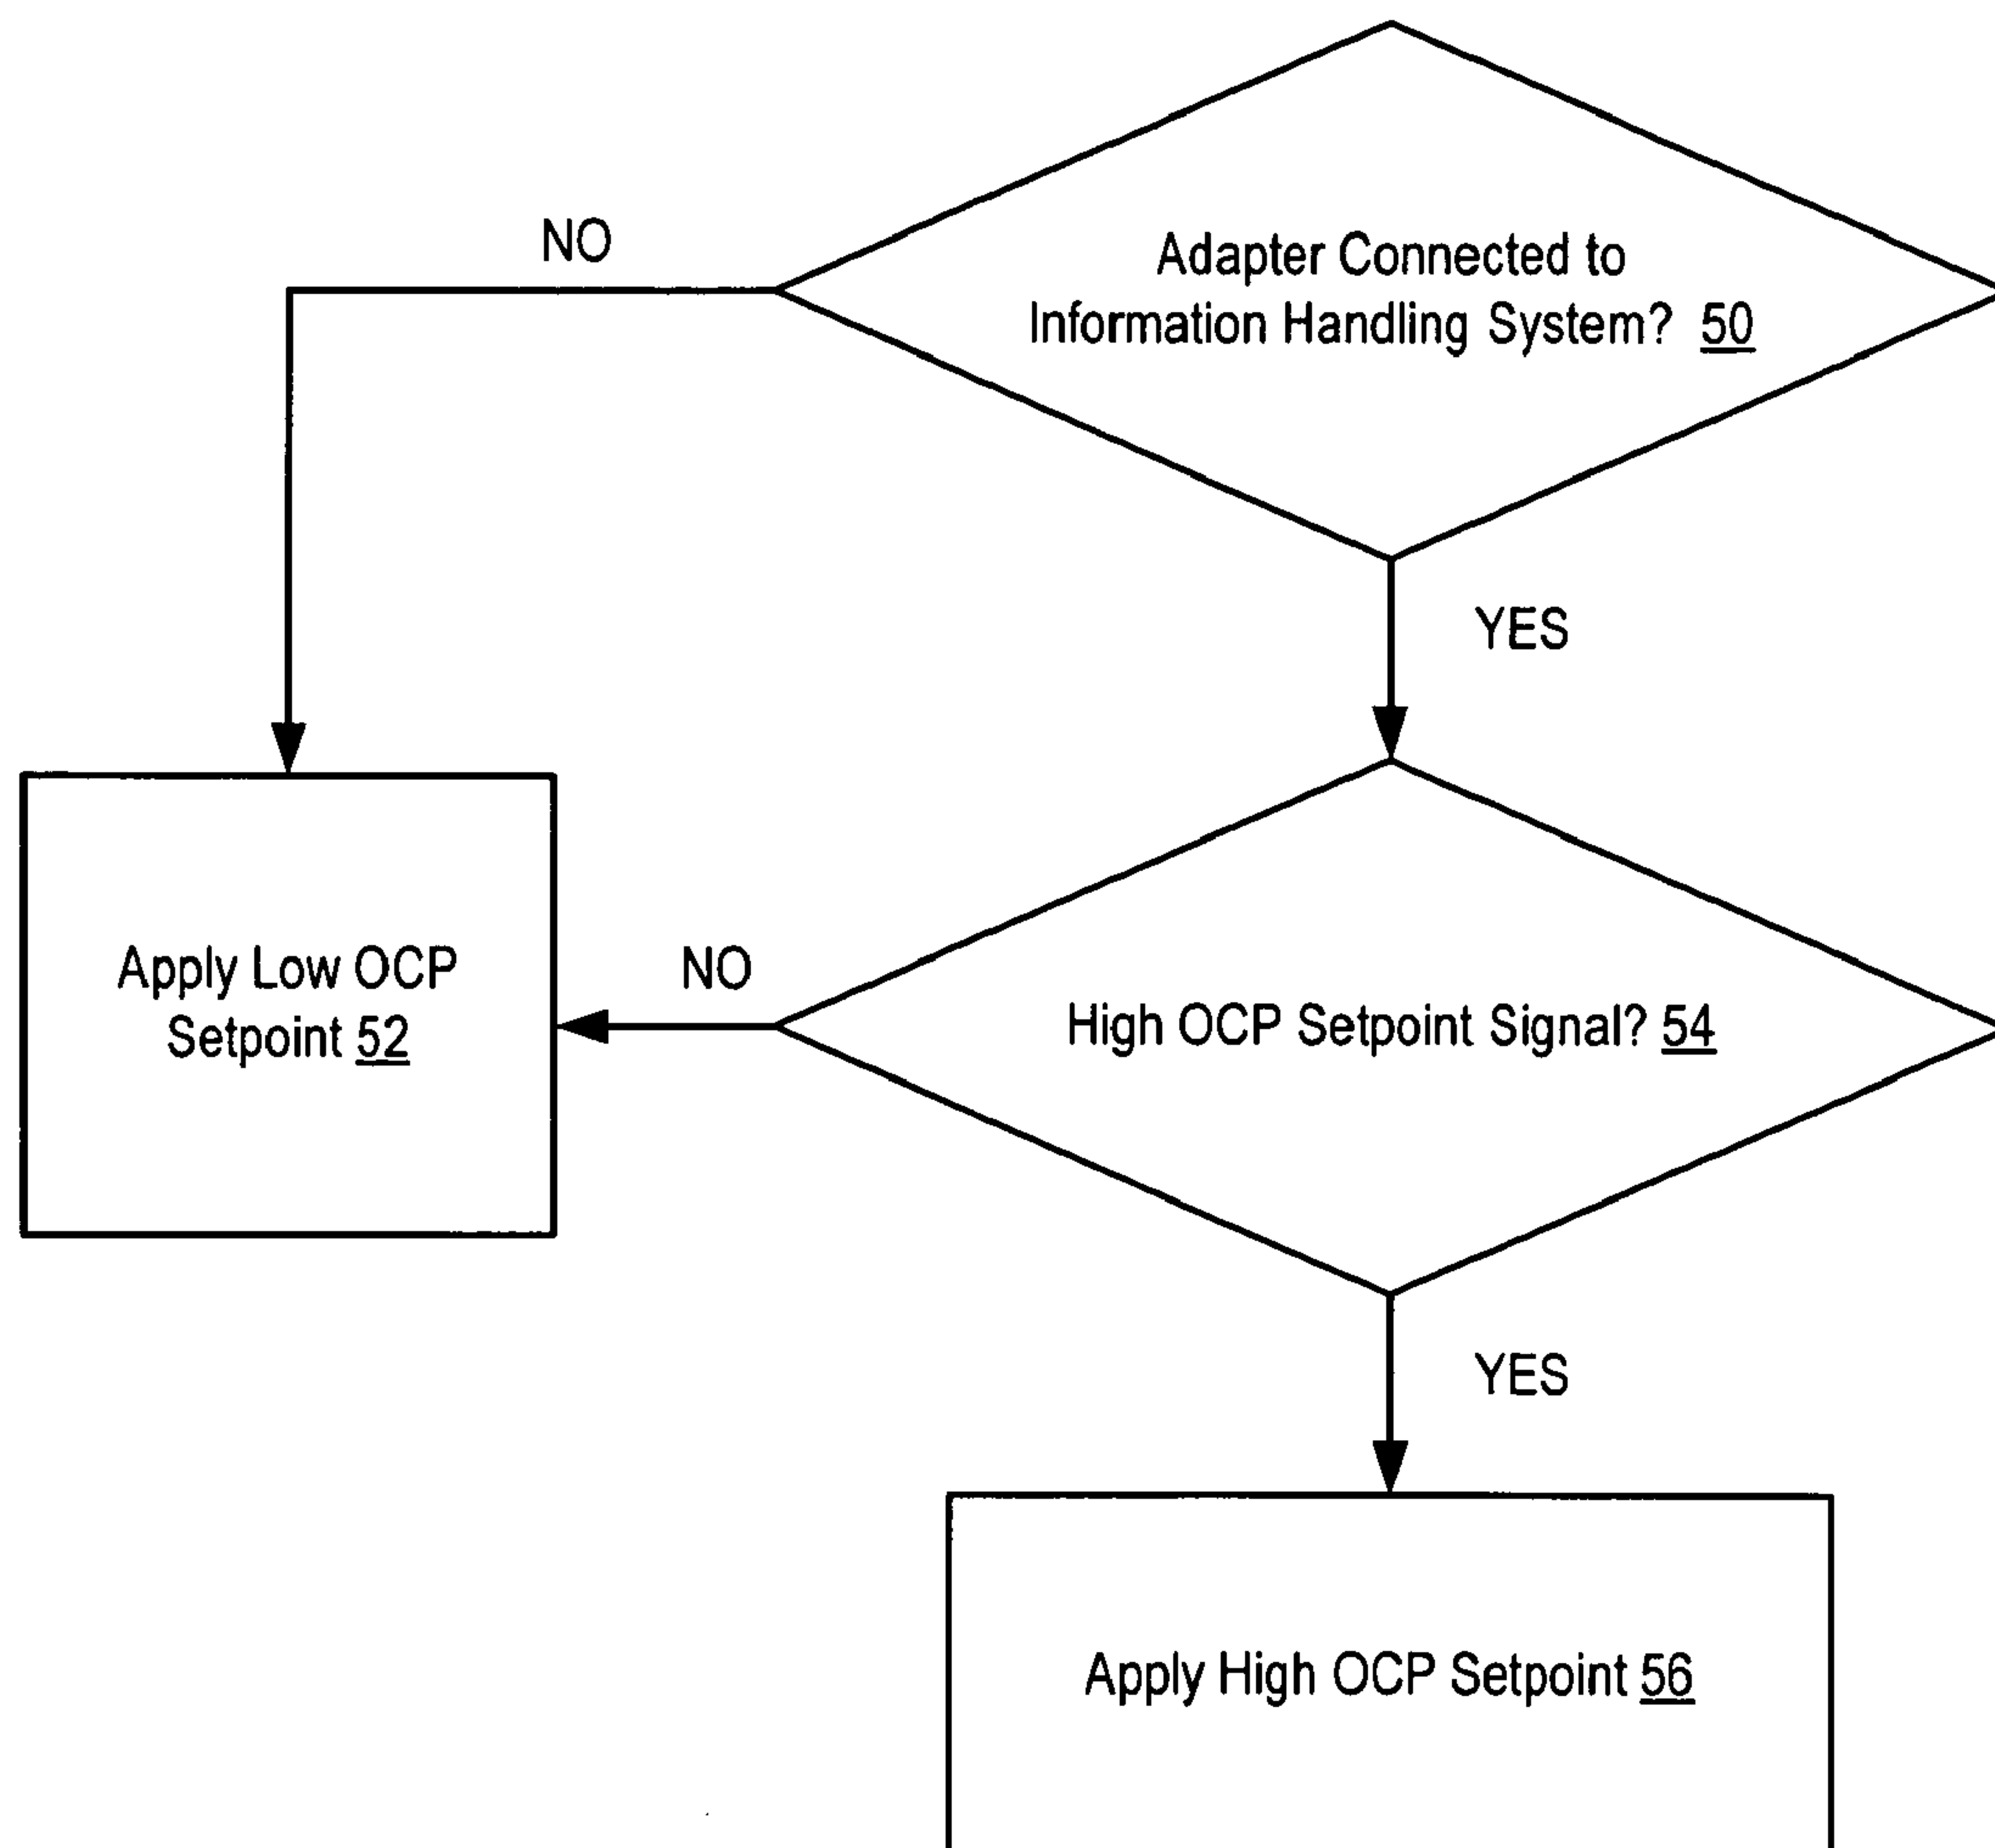 Adapter Connected to
Information Handling System? 50
NO
YES
Apply Low OCP
Setpoint 52
NO
High OCP Setpoint Signal? 54
YES
Apply High OCP Setpoint 56